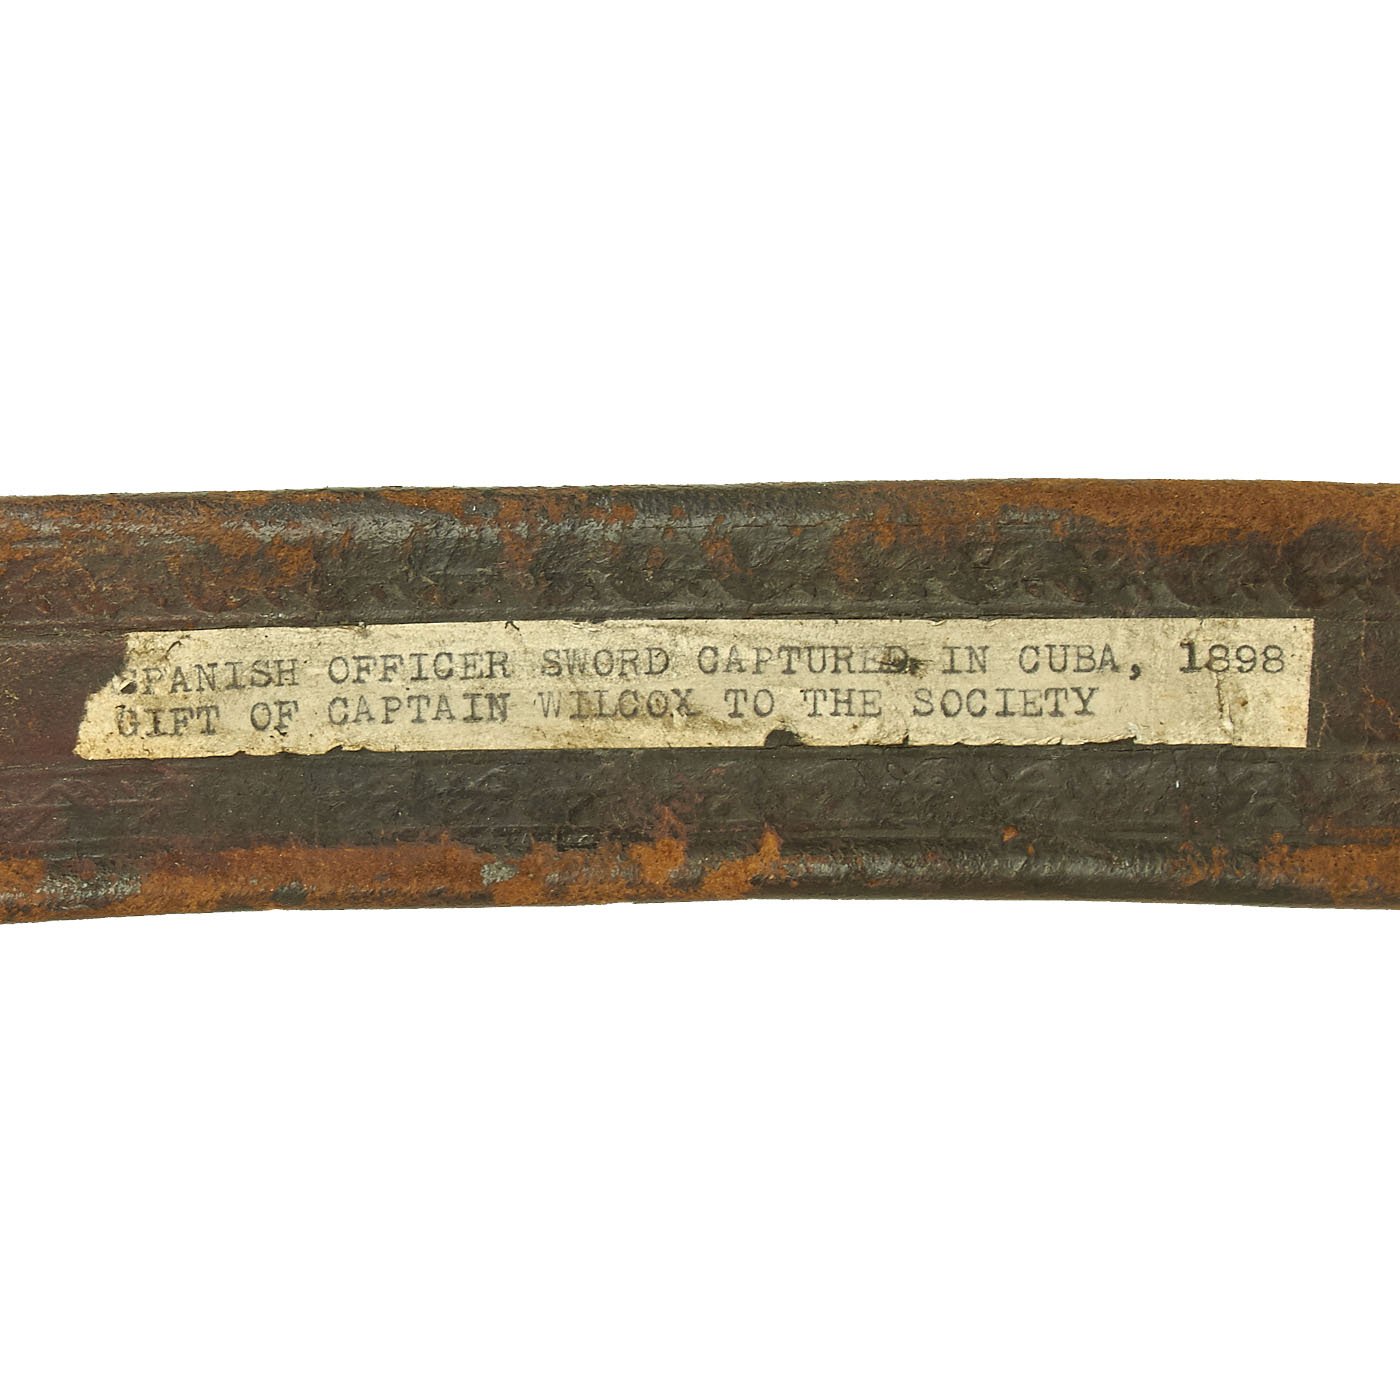 SPANISH OFFICER SWORD CAPTURED, IN CUBA, 1898
GIFT OF CAPTAIN WILCOX TO THE SOCIETY